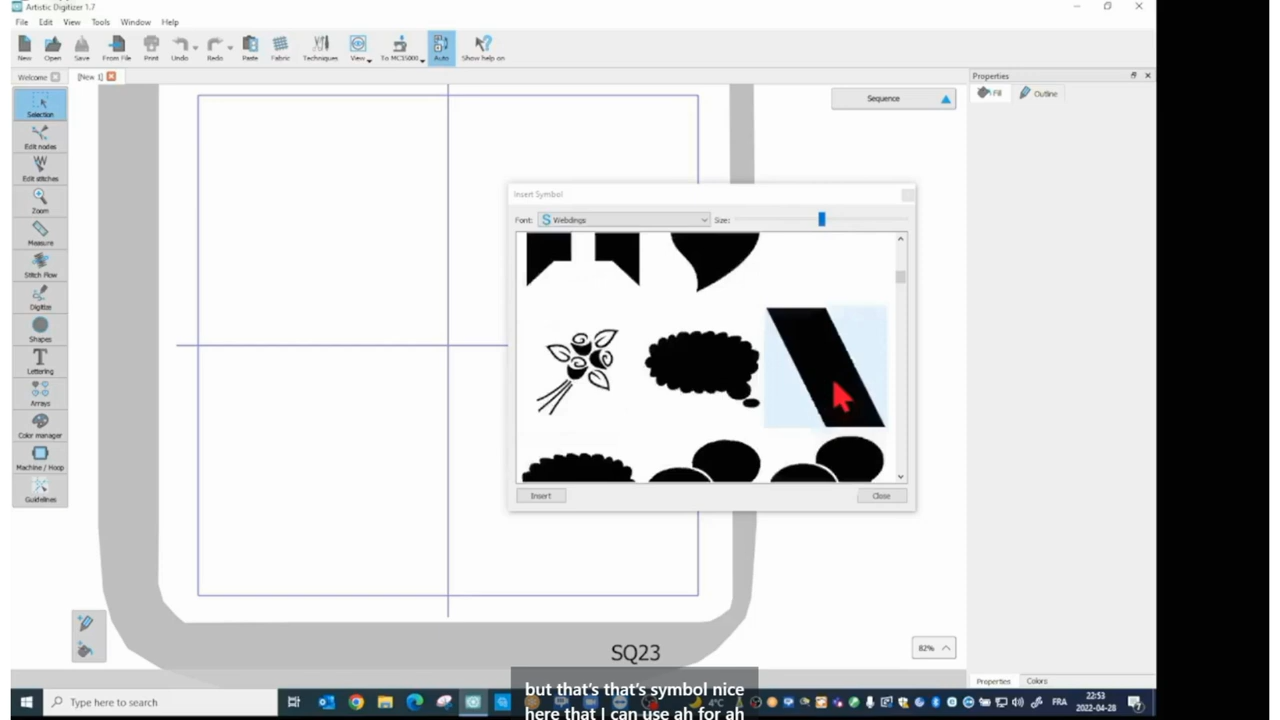 Artistic Digitizer 1.7
File Edit View Tools Window Help
New Open Save From File Print Undo Redo Paste Fabric Techniques View To MC15000 Auto Show help on
Welcome [New 1]
Properties
Fill Outline
Sequence
Selection
Edit nodes
Edit stitches
Zoom
Measure
Stitch Flow
Digitize
Shapes
Lettering
Arrays
Color manager
Machine / Hoop
Guidelines
Insert Symbol
Font: Webdings Size:
Insert Close
SQ23
82%
Properties Colors
but that's that's symbol nice
here that I can use ah for ah
Type here to search
4°C
FRA
22:53
2022-04-28
7